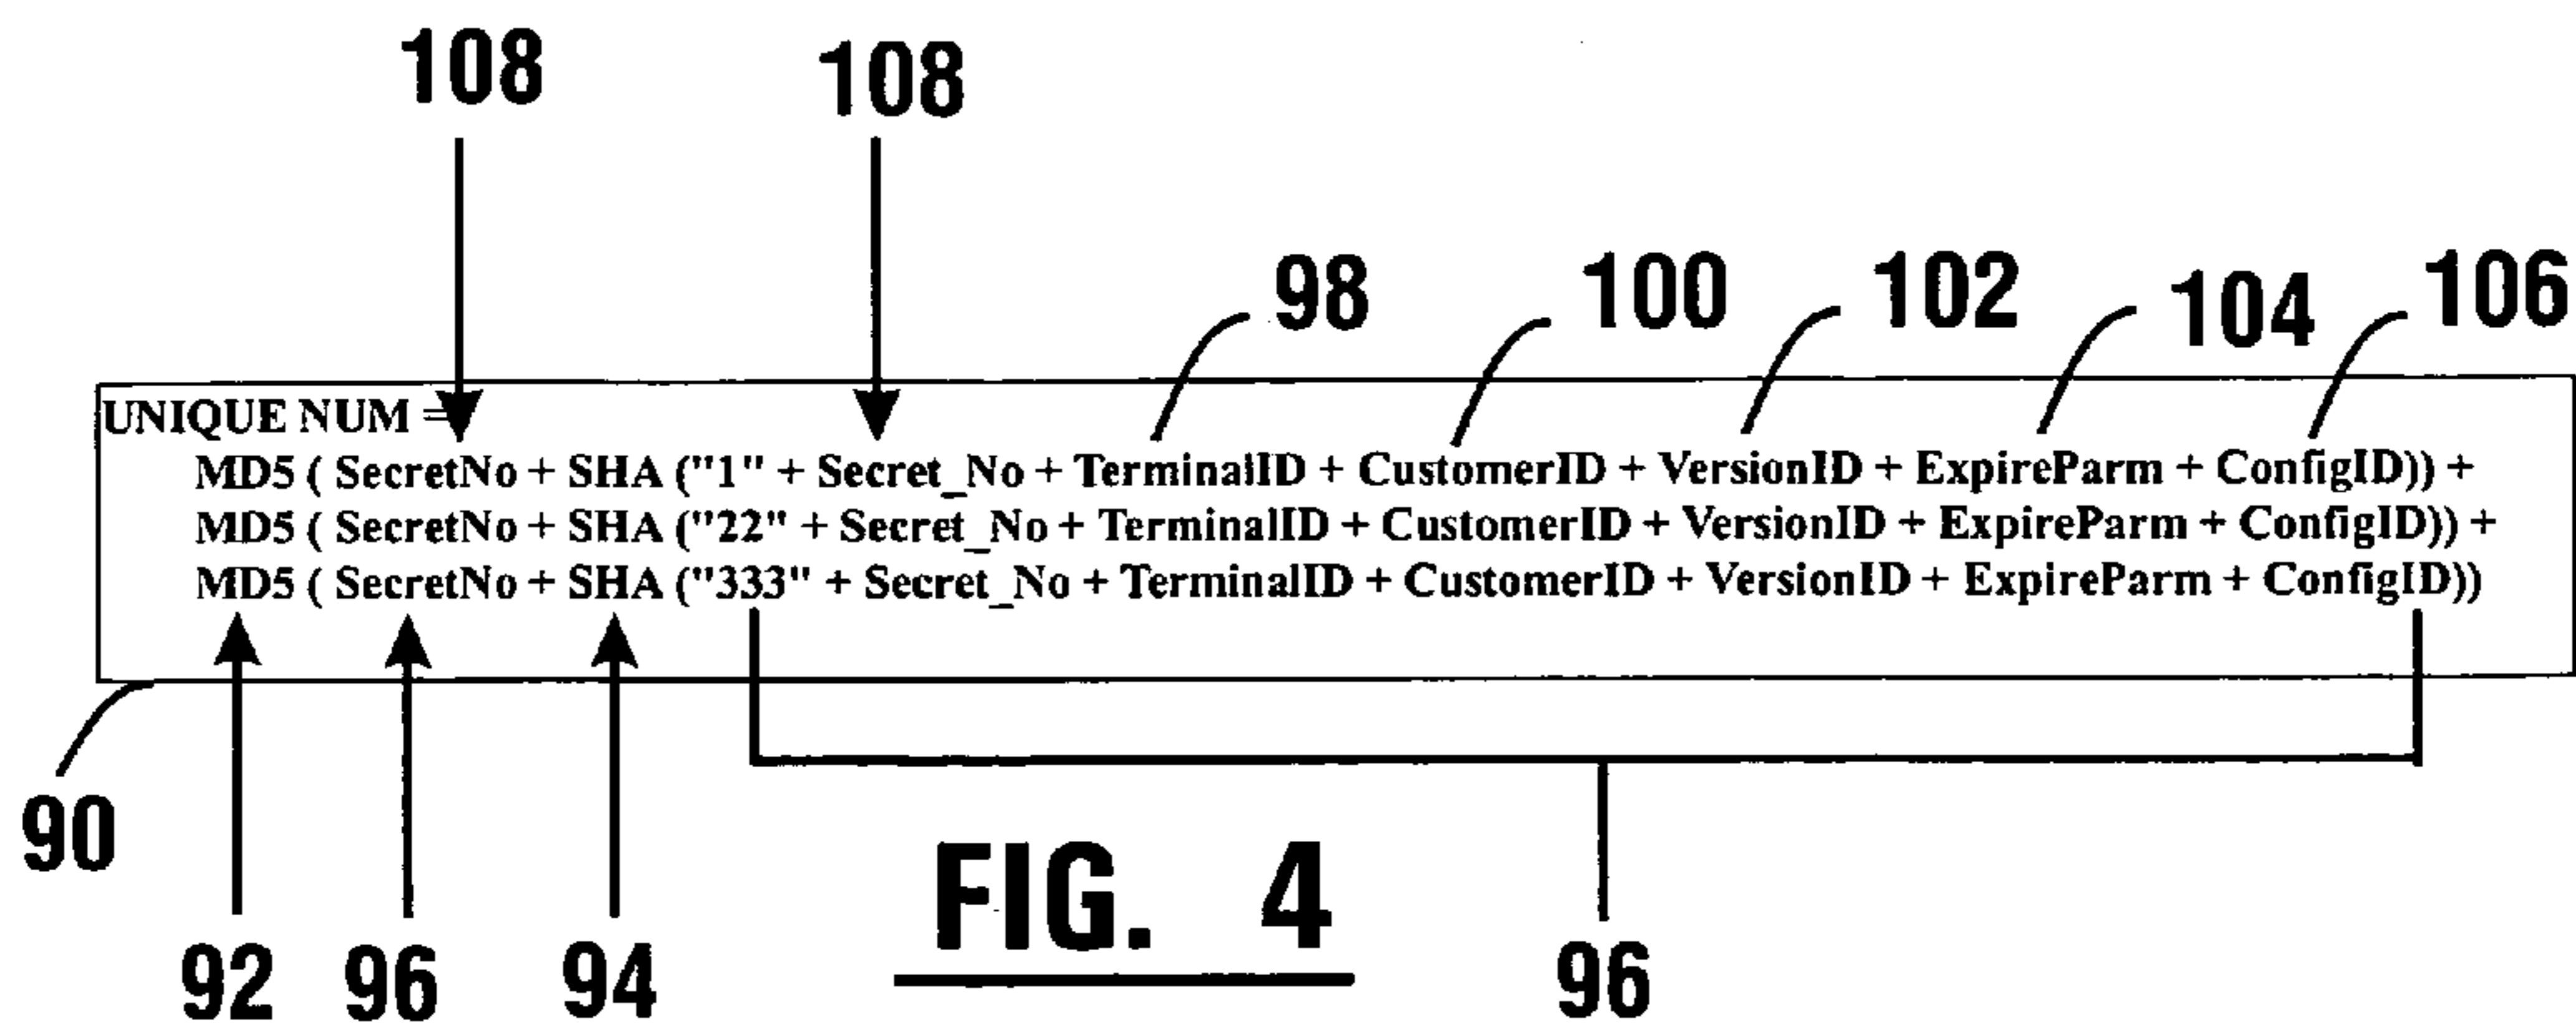 108 108
98 100 102 104 106
UNIQUE NUM =
MD5 ( SecretNo + SHA ("1" + Secret_No + TerminalID + CustomerID + VersionID + ExpireParm + ConfigID)) +
MD5 ( SecretNo + SHA ("22" + Secret_No + TerminalID + CustomerID + VersionID + ExpireParm + ConfigID)) +
MD5 ( SecretNo + SHA ("333" + Secret_No + TerminalID + CustomerID + VersionID + ExpireParm + ConfigID))
90
92 96 94 96
FIG. 4